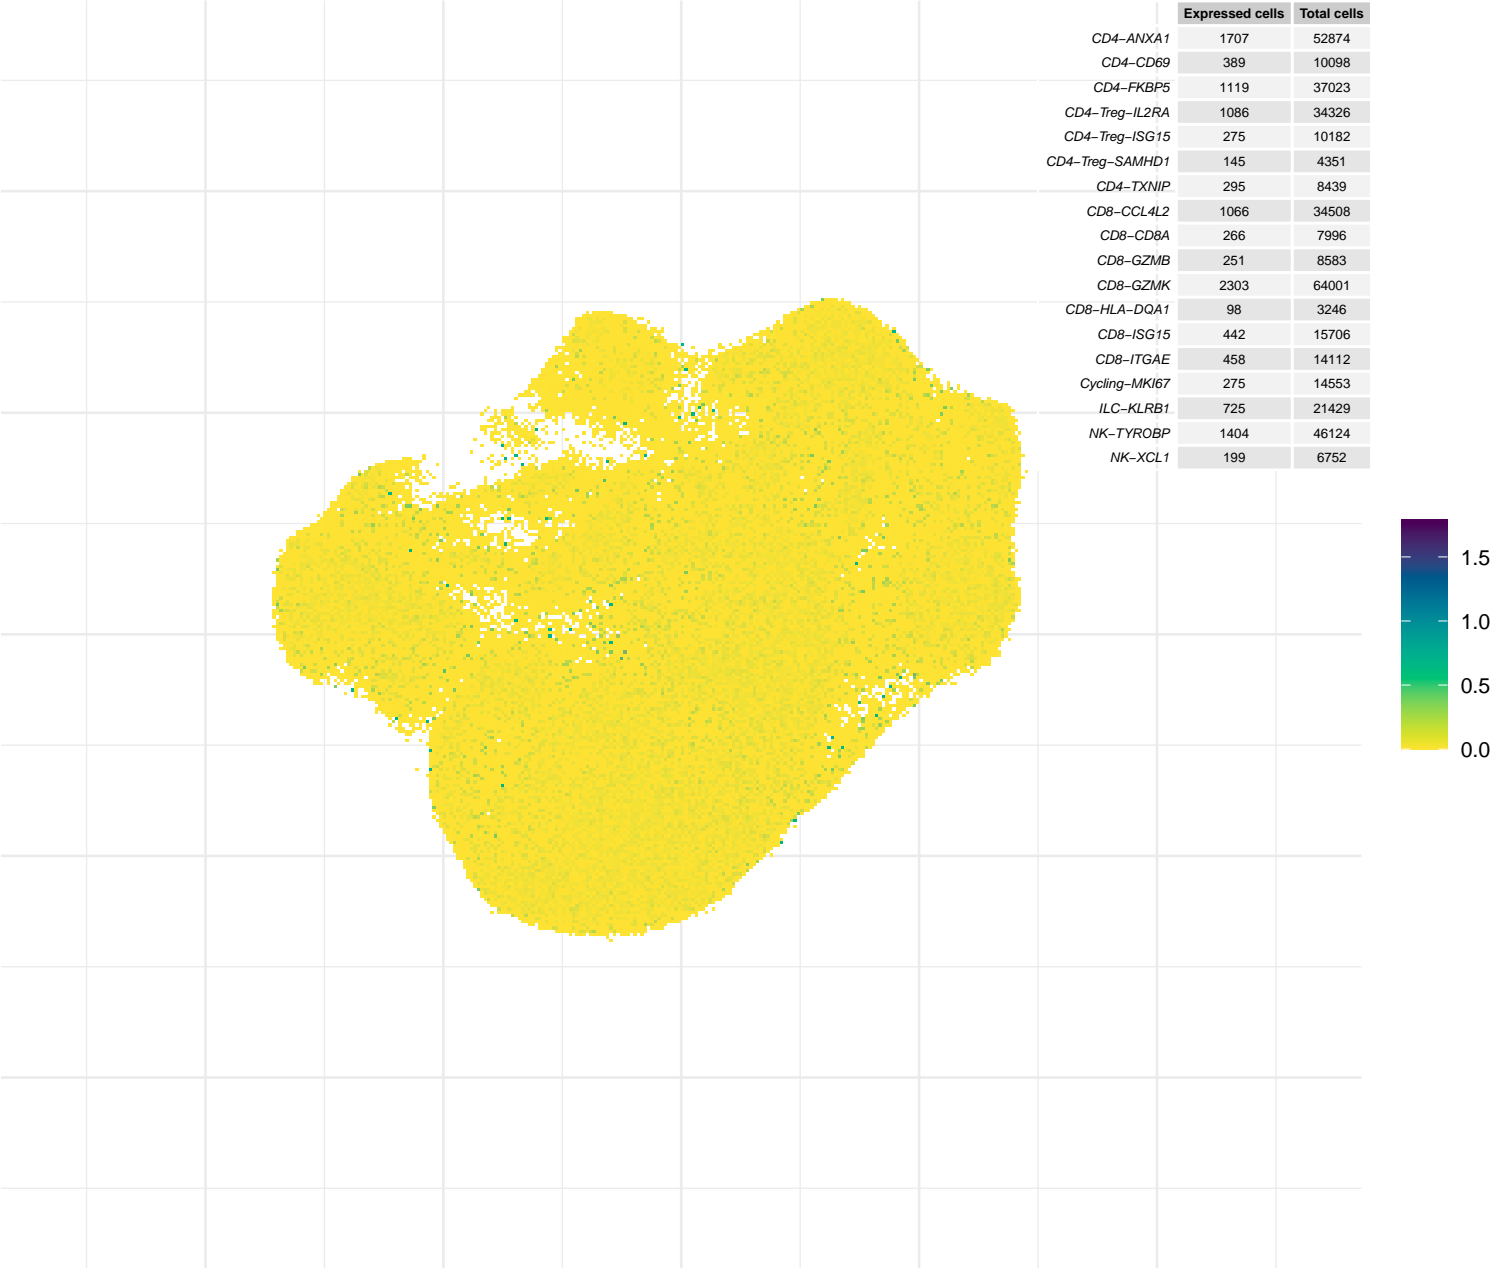 Expressed cells Total cells
CD4−ANXA1 1707 52874
CD4−CD69 389 10098
CD4−FKBP5 1119 37023
CD4−Treg−IL2RA 1086 34326
CD4−Treg−ISG15 275 10182
CD4−Treg−SAMHD1 145 4351
CD4−TXNIP 295 8439
CD8−CCL4L2 1066 34508
CD8−CD8A 266 7996
CD8−GZMB 251 8583
CD8−GZMK 2303 64001
CD8−HLA−DQA1 98 3246
CD8−ISG15 442 15706
CD8−ITGAE 458 14112
Cycling−MKI67 275 14553
ILC−KLRB1 725 21429
NK−TYROBP 1404 46124
NK−XCL1 199 6752
1.5
1.0
0.5
0.0